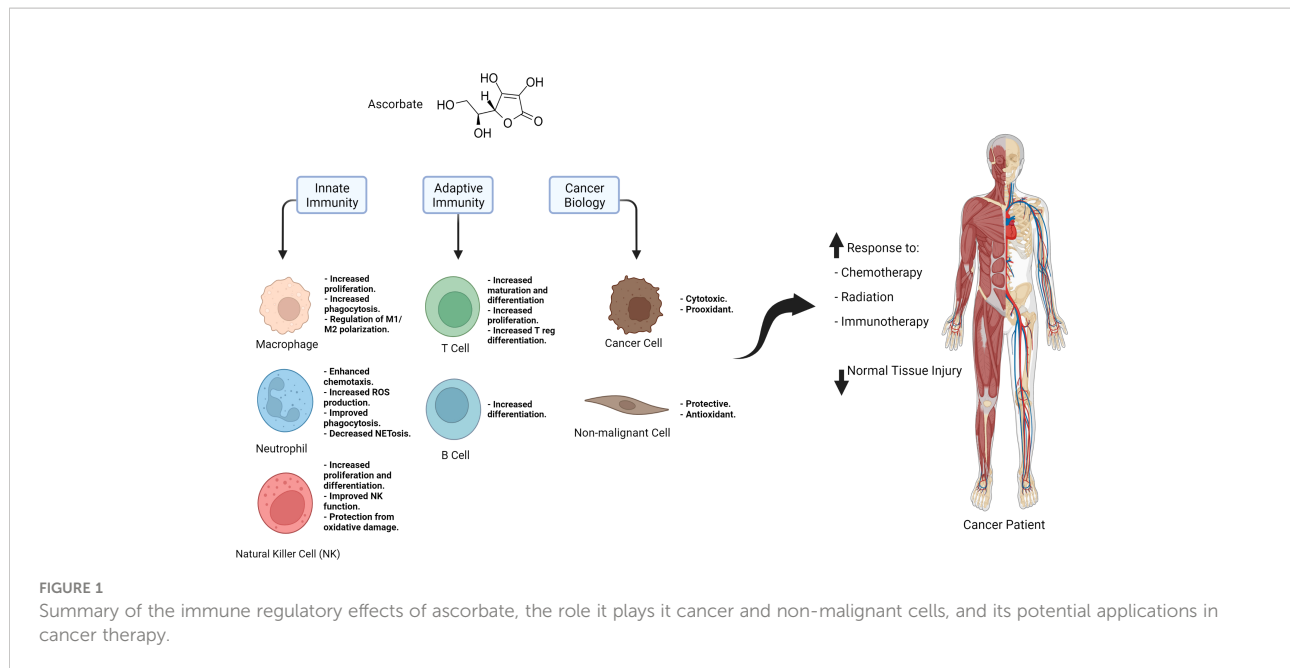 Ascorbate
HO
OH
H
HO
OH
O
O
Innate
Immunity
Adaptive
Immunity
Cancer
Biology
- Increased
proliferation.
- Increased
phagocytosis.
- Regulation of M1/
M2 polarization.
Macrophage
- Enhanced
chemotaxis.
- Increased ROS
production.
- Improved
phagocytosis.
- Decreased NETosis.
Neutrophil
- Increased
proliferation and
differentiation.
- Improved NK
function.
- Protection from
oxidative damage.
Natural Killer Cell (NK)
- Increased
maturation and
differentiation
- Increased
proliferation.
- Increased T reg
differentiation.
T Cell
- Increased
differentiation.
B Cell
- Cytotoxic.
- Prooxidant.
Cancer Cell
- Protective.
- Antioxidant.
Non-malignant Cell
Response to:
- Chemotherapy
- Radiation
- Immunotherapy
Normal Tissue Injury
Cancer Patient
FIGURE 1
Summary of the immune regulatory effects of ascorbate, the role it plays it cancer and non-malignant cells, and its potential applications in
cancer therapy.